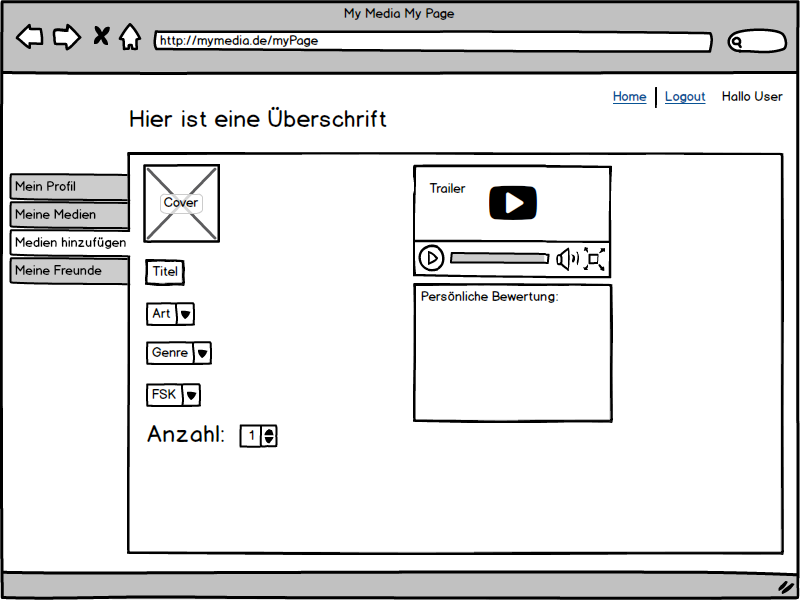 My Media My Page
http://mymedia.de/myPage
Home Logout Hallo User
Hier ist eine Überschrift
Mein Profil
Meine Medien
Medien hinzufügen
Meine Freunde
Cover
Titel
Art
Genre
FSK
Anzahl: 1
Trailer
Persönliche Bewertung: